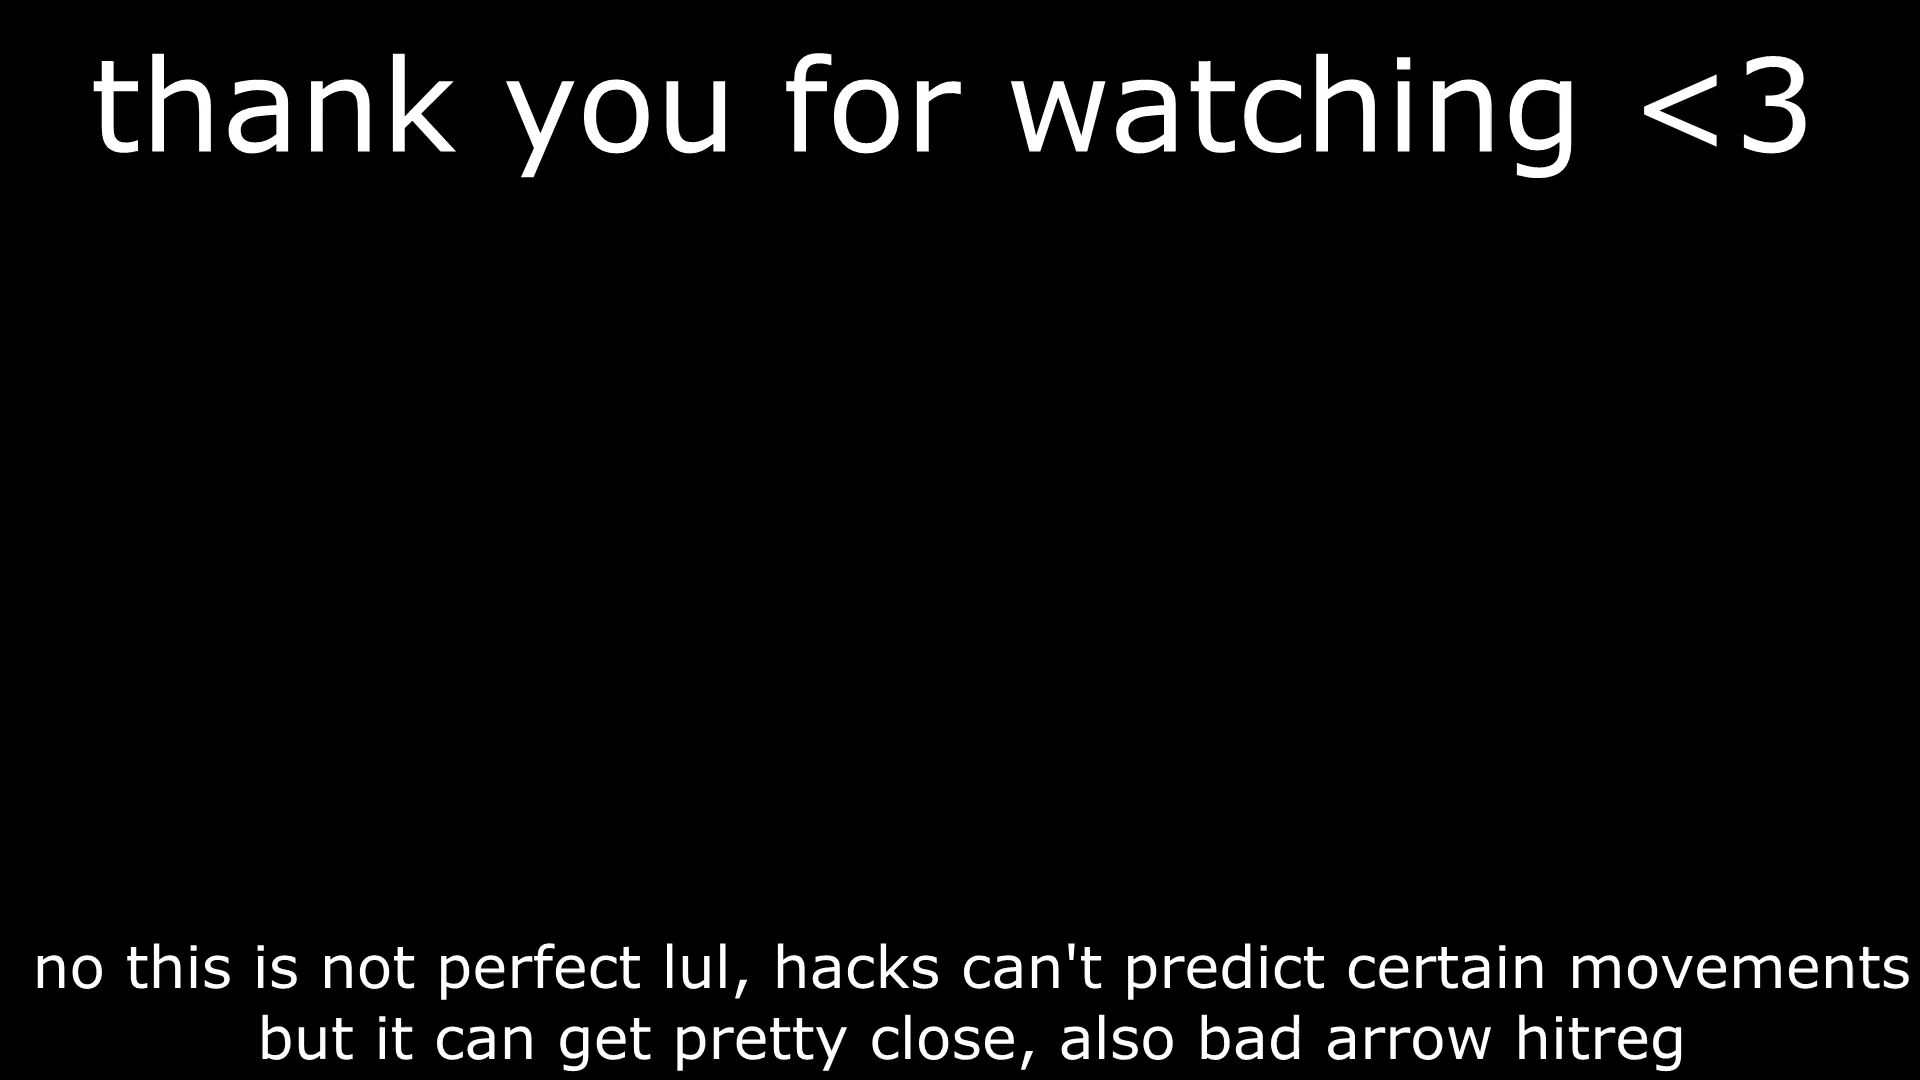 thank you for watching <3
no this is not perfect lul, hacks can't predict certain movements
but it can get pretty close, also bad arrow hitreg